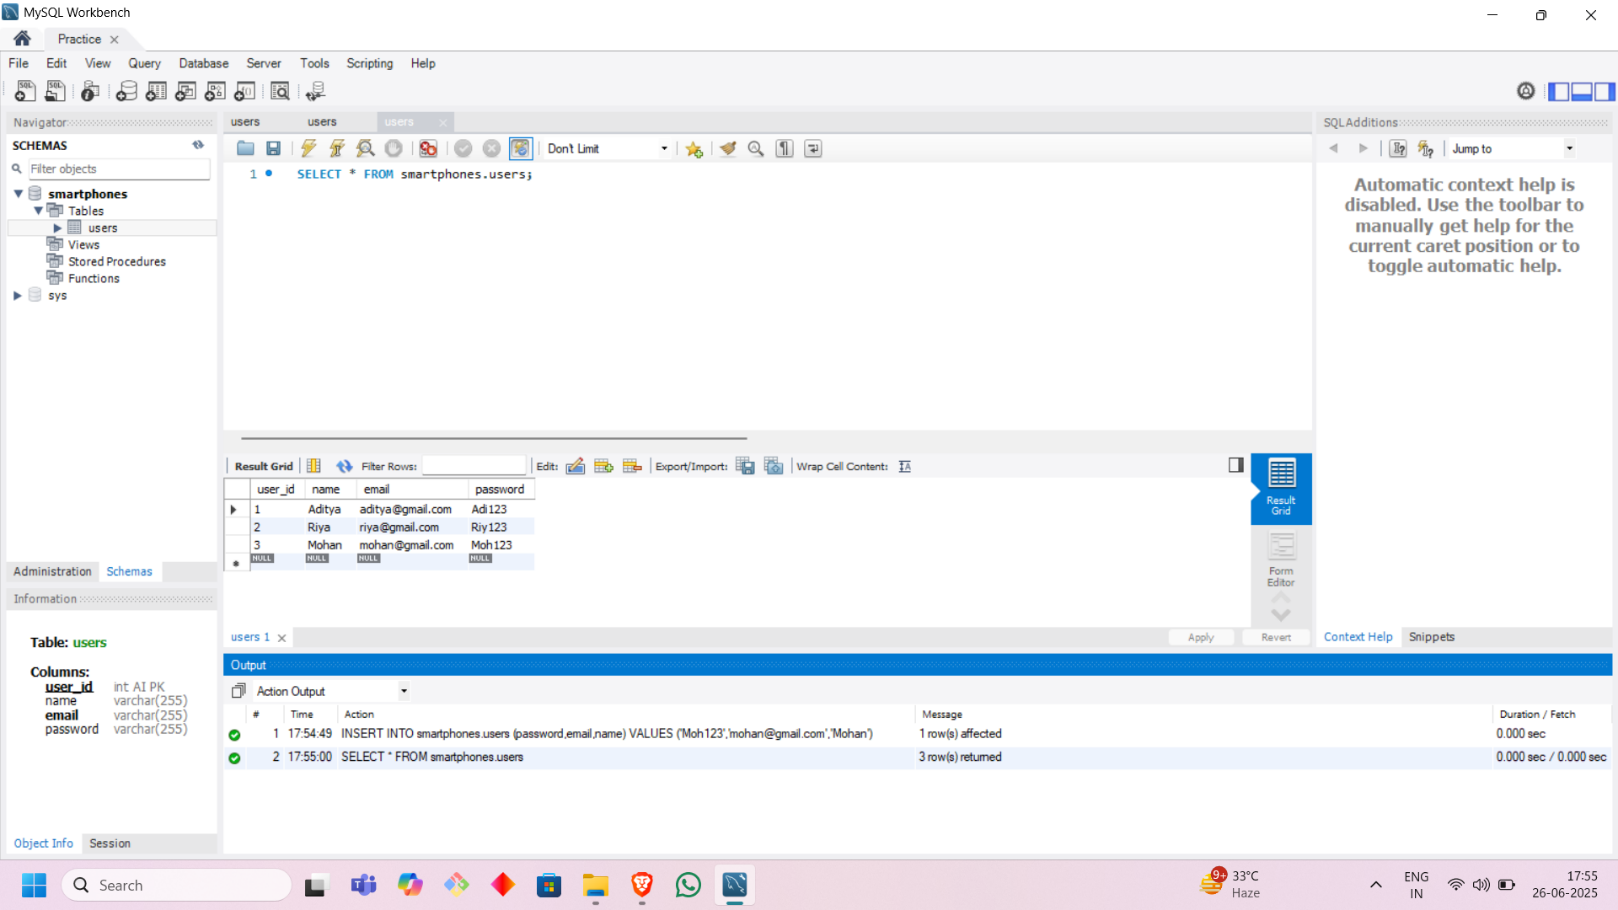 MySQL Workbench
Practice
File Edit View Query Database Server Tools Scripting Help
Navigator
SCHEMAS
Filter objects
smartphones
Tables
users
Views
Stored Procedures
Functions
sys
Administration Schemas
Information
Table: users
Columns:
user_id int AI PK
name varchar(255)
email varchar(255)
password varchar(255)
Object Info Session
users users users
Don't Limit
1 SELECT * FROM smartphones.users;
Result Grid Filter Rows: Edit: Export/Import: Wrap Cell Content:
user_id name email password
1 Aditya aditya@gmail.com Adi123
2 Riya riya@gmail.com Riy123
3 Mohan mohan@gmail.com Moh123
NULL NULL NULL NULL
Result
Grid
Form
Editor
users 1
Apply Revert
SQLAdditions
Jump to
Automatic context help is
disabled. Use the toolbar to
manually get help for the
current caret position or to
toggle automatic help.
Context Help Snippets
Output
Action Output
# Time Action Message Duration / Fetch
1 17:54:49 INSERT INTO smartphones.users (password,email,name) VALUES ('Moh123','mohan@gmail.com','Mohan') 1 row(s) affected 0.000 sec
2 17:55:00 SELECT * FROM smartphones.users 3 row(s) returned 0.000 sec / 0.000 sec
Search
9+
33°C
Haze
ENG
IN
17:55
26-06-2025